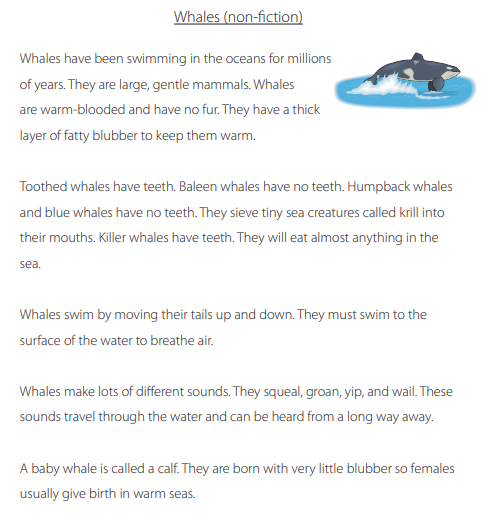 Whales (non-fiction)
Whales have been swimming in the oceans for millions
of years. They are large, gentle mammals. Whales
are warm-blooded and have no fur. They have a thick
layer of fatty blubber to keep them warm.
Toothed whales have teeth. Baleen whales have no teeth. Humpback whales
and blue whales have no teeth. They sieve tiny sea creatures called krill into
their mouths. Killer whales have teeth. They will eat almost anything in the
sea.
Whales swim by moving their tails up and down. They must swim to the
surface of the water to breathe air.
Whales make lots of different sounds. They squeal, groan, yip, and wail. These
sounds travel through the water and can be heard from a long way away.
A baby whale is called a calf. They are born with very little blubber so females
usually give birth in warm seas.